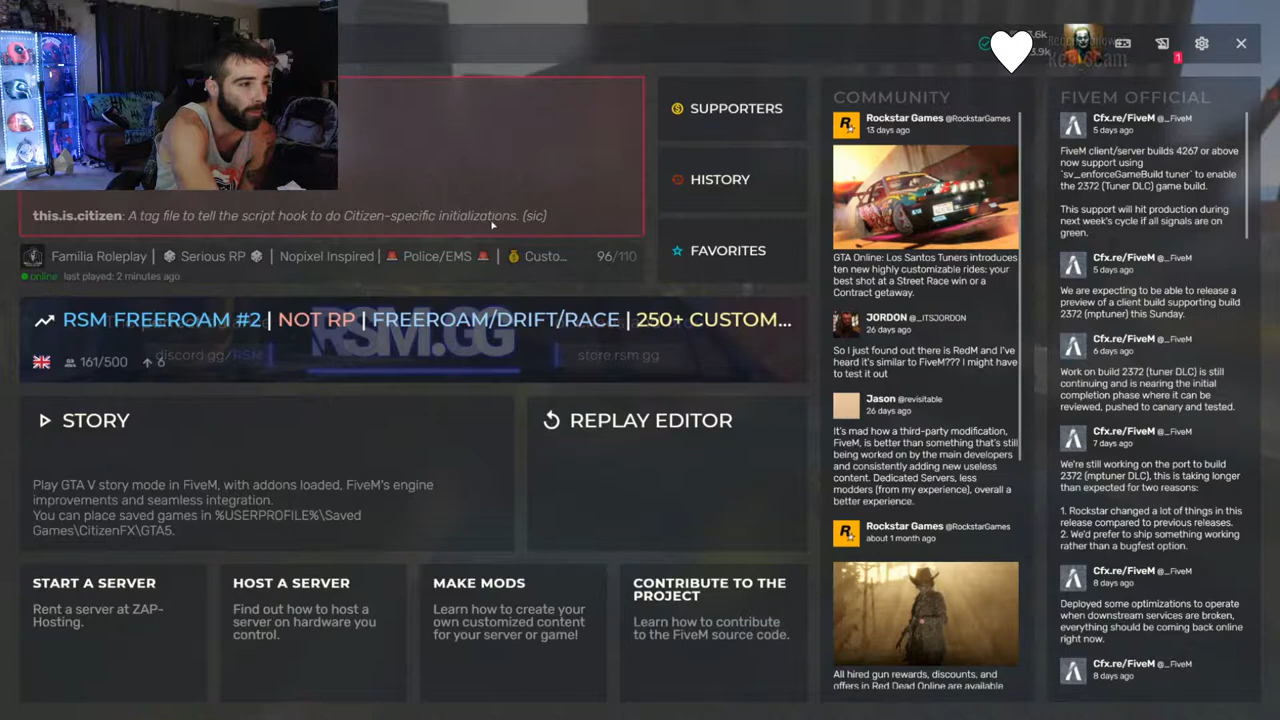 this.is.citizen: A tag file to tell the script hook to do Citizen-specific initializations. (sic)
Familia Roleplay | Serious RP | Nopixel Inspired | Police/EMS | Custo... 96/110
online last played: 2 minutes ago
RSM FREEROAM #2 | NOT RP | FREEROAM/DRIFT/RACE | 250+ CUSTOM...
RSM.GG
discord.gg/RSM
store.rsm.gg
161/500 6
STORY
Play GTA V story mode in FiveM, with addons loaded, FiveM's engine
improvements and seamless integration.
You can place saved games in %USERPROFILE%\Saved
Games\CitizenFX\GTA5.
REPLAY EDITOR
START A SERVER
Rent a server at ZAP-
Hosting.
HOST A SERVER
Find out how to host a
server on hardware you
control.
MAKE MODS
Learn how to create your
own customized content
for your server or game!
CONTRIBUTE TO THE
PROJECT
Learn how to contribute
to the FiveM source code.
SUPPORTERS
HISTORY
FAVORITES
1
COMMUNITY
Rockstar Games @RockstarGames
13 days ago
GTA Online: Los Santos Tuners introduces
ten new highly customizable rides: your
best shot at a Street Race win or a
Contract getaway.
JORDON @_ITSJORDON
26 days ago
So I just found out there is RedM and I've
heard it's similar to FiveM??? I might have
to test it out
Jason @revisitable
26 days ago
It's mad how a third-party modification,
FiveM, is better than something that's still
being worked on by the main developers
and consistently adding new useless
content. Dedicated Servers, less
modders (from my experience), overall a
better experience.
Rockstar Games @RockstarGames
about 1 month ago
All hired gun rewards, discounts, and
offers in Red Dead Online are available
FIVEM OFFICIAL
Cfx.re/FiveM @_FiveM
5 days ago
FiveM client/server builds 4267 or above
now support using
`sv_enforceGameBuild tuner` to enable
the 2372 (Tuner DLC) game build.
This support will hit production during
next week's cycle if all signals are on
green.
Cfx.re/FiveM @_FiveM
5 days ago
We are expecting to be able to release a
preview of a client build supporting build
2372 (mptuner) this Sunday.
Cfx.re/FiveM @_FiveM
6 days ago
Work on build 2372 (tuner DLC) is still
continuing and is nearing the initial
completion phase where it can be
reviewed, pushed to canary and tested.
Cfx.re/FiveM @_FiveM
7 days ago
We're still working on the port to build
2372 (mptuner DLC), this is taking longer
than expected for two reasons:
1. Rockstar changed a lot of things in this
release compared to previous releases.
2. We'd prefer to ship something working
rather than a bugfest option.
Cfx.re/FiveM @_FiveM
8 days ago
Deployed some optimizations to operate
when downstream services are broken,
everything should be coming back online
right now.
Cfx.re/FiveM @_FiveM
8 days ago